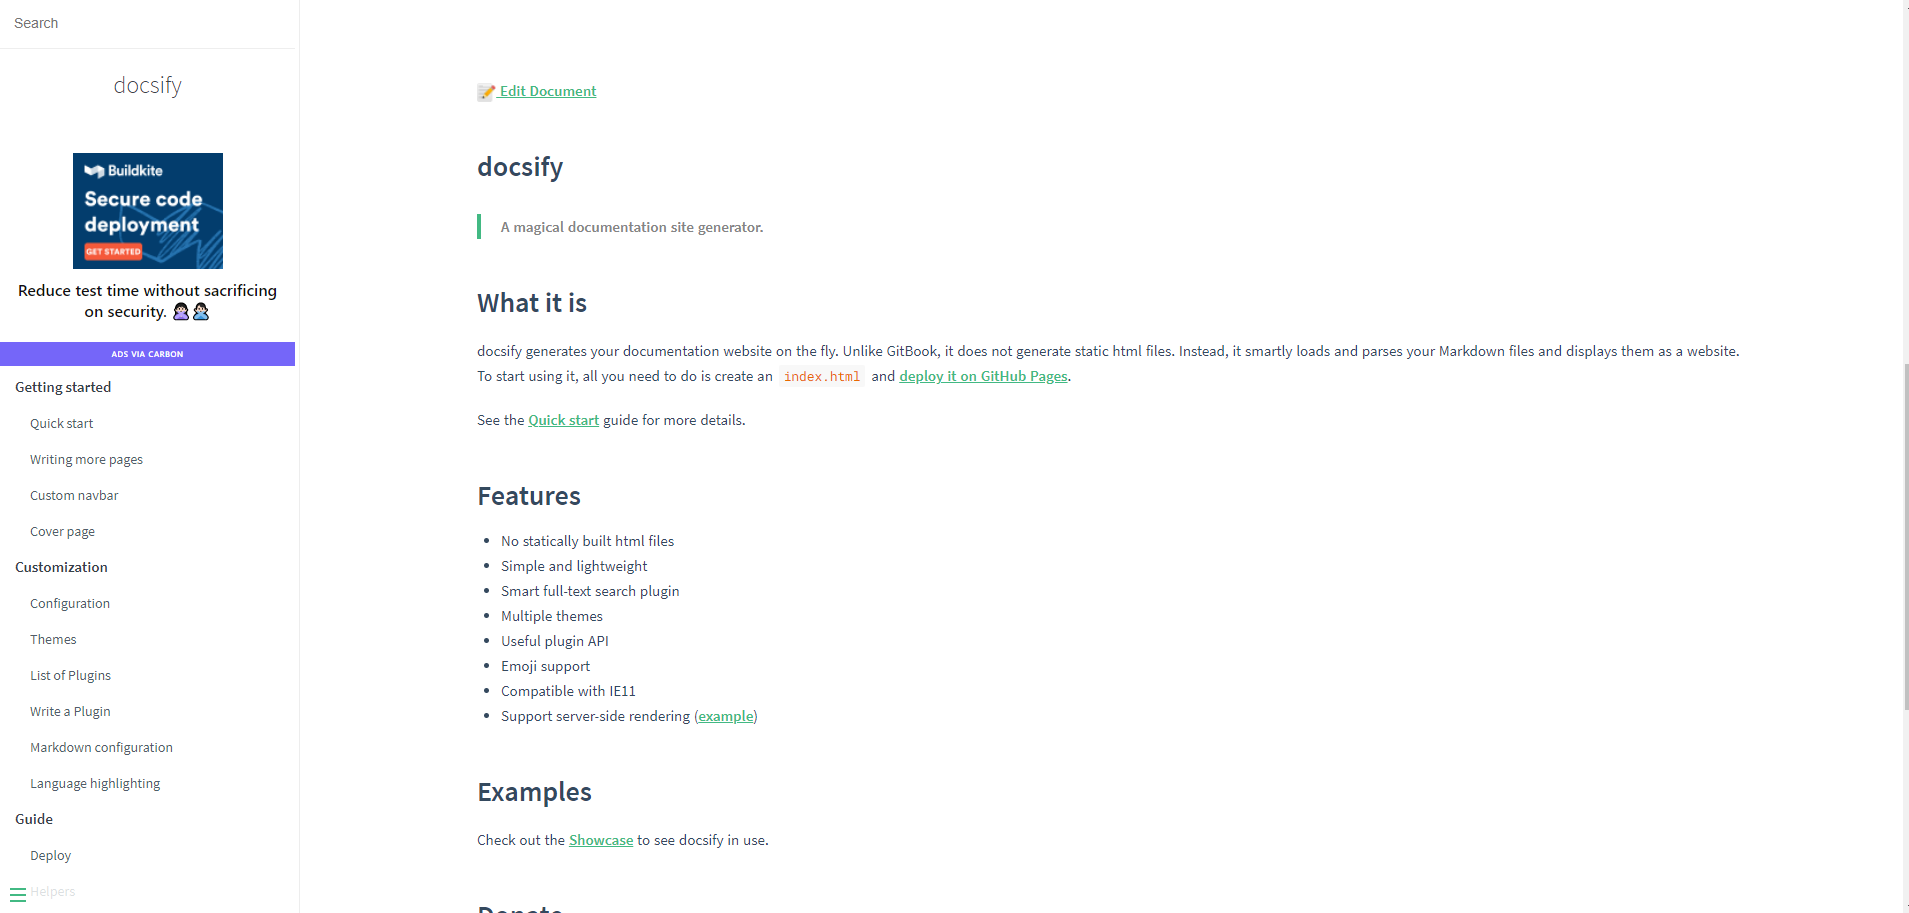 Search
docsify
Buildkite
Secure code
deployment
GET STARTED
Reduce test time without sacrificing
on security. 🙎🏻‍♀️🙎🏻‍♂️
ADS VIA CARBON
Getting started
Quick start
Writing more pages
Custom navbar
Cover page
Customization
Configuration
Themes
List of Plugins
Write a Plugin
Markdown configuration
Language highlighting
Guide
Deploy
Helpers
📝 Edit Document
docsify
A magical documentation site generator.
What it is
docsify generates your documentation website on the fly. Unlike GitBook, it does not generate static html files. Instead, it smartly loads and parses your Markdown files and displays them as a website.
To start using it, all you need to do is create an index.html and deploy it on GitHub Pages.
See the Quick start guide for more details.
Features
• No statically built html files
• Simple and lightweight
• Smart full-text search plugin
• Multiple themes
• Useful plugin API
• Emoji support
• Compatible with IE11
• Support server-side rendering (example)
Examples
Check out the Showcase to see docsify in use.
Donate